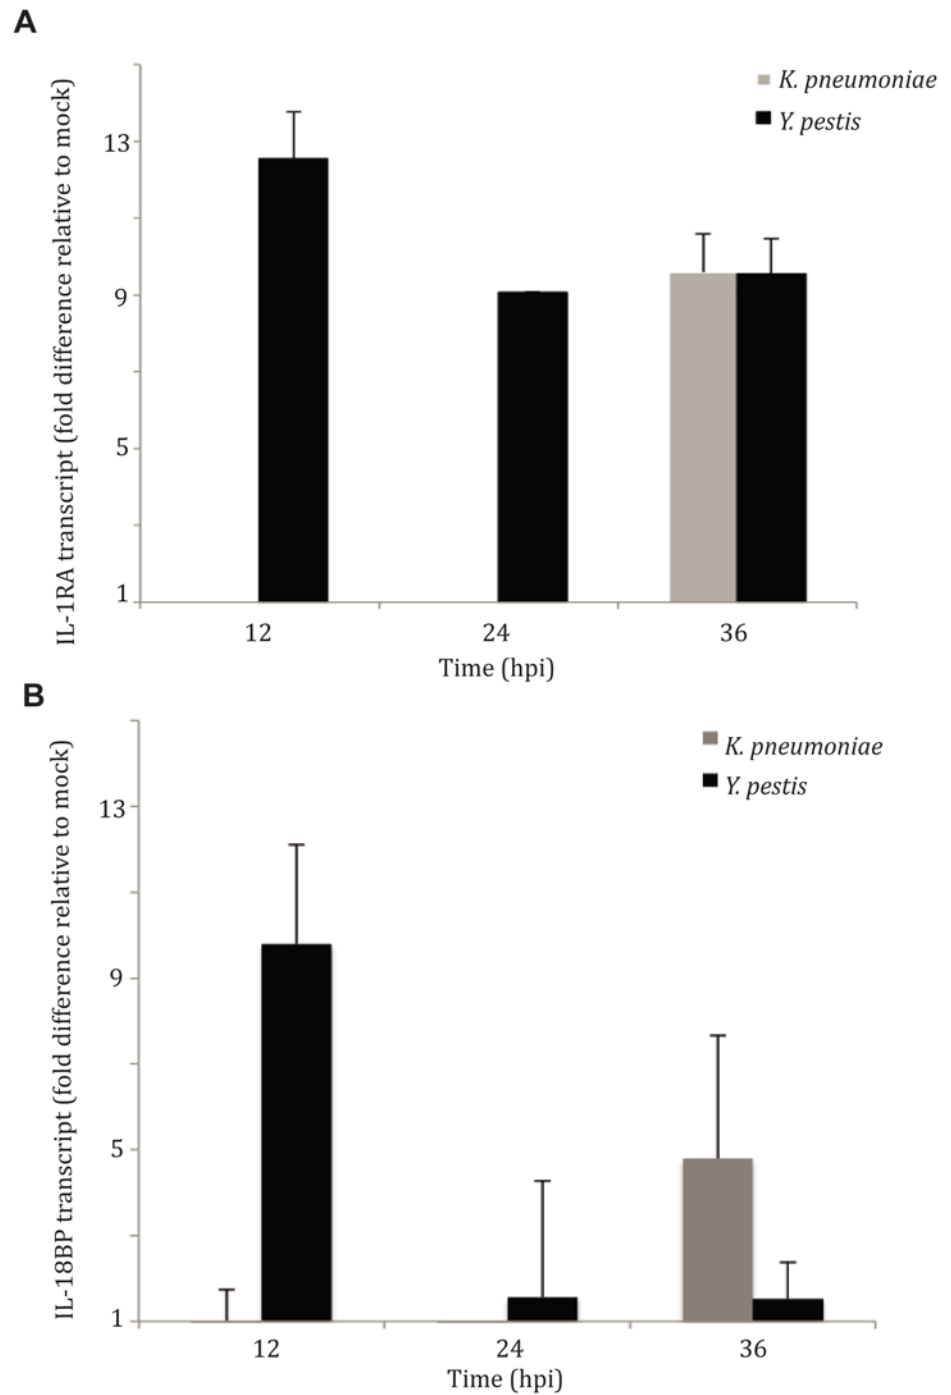 A
IL-1RA transcript (fold difference relative to mock)
K. pneumoniae
Y. pestis
13
9
5
1
12 24 36
Time (hpi)
B
IL-18BP transcript (fold difference relative to mock)
K. pneumoniae
Y. pestis
13
9
5
1
12 24 36
Time (hpi)